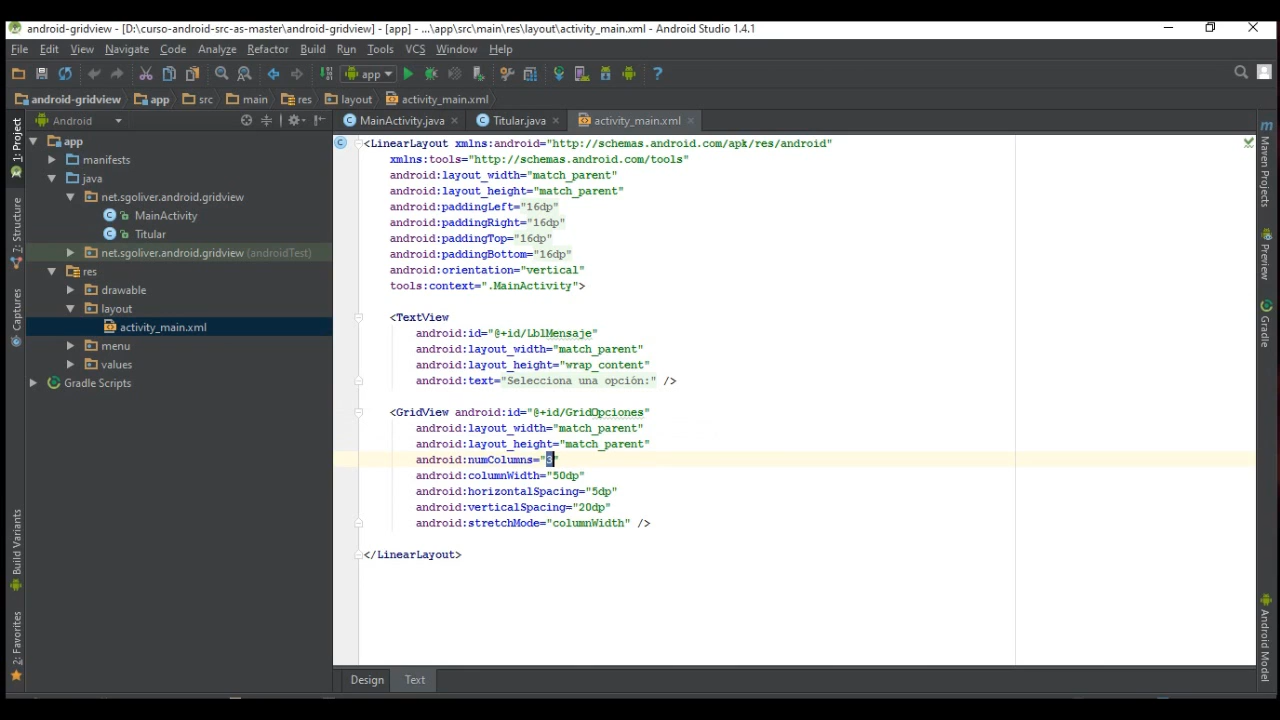 android-gridview - [D:\curso-android-src-as-master\android-gridview] - [app] - ...\app\src\main\res\layout\activity_main.xml - Android Studio 1.4.1
File Edit View Navigate Code Analyze Refactor Build Run Tools VCS Window Help
app
android-gridview app src main res layout activity_main.xml
Android
MainActivity.java Titular.java activity_main.xml
1: Project
7: Structure
Captures
Build Variants
2: Favorites
app
manifests
java
net.sgoliver.android.gridview
MainActivity
Titular
net.sgoliver.android.gridview (androidTest)
res
drawable
layout
activity_main.xml
menu
values
Gradle Scripts
<LinearLayout xmlns:android="http://schemas.android.com/apk/res/android"
xmlns:tools="http://schemas.android.com/tools"
android:layout_width="match_parent"
android:layout_height="match_parent"
android:paddingLeft="16dp"
android:paddingRight="16dp"
android:paddingTop="16dp"
android:paddingBottom="16dp"
android:orientation="vertical"
tools:context=".MainActivity">
<TextView
android:id="@+id/LblMensaje"
android:layout_width="match_parent"
android:layout_height="wrap_content"
android:text="Selecciona una opción:" />
<GridView android:id="@+id/GridOpciones"
android:layout_width="match_parent"
android:layout_height="match_parent"
android:numColumns="3"
android:columnWidth="50dp"
android:horizontalSpacing="5dp"
android:verticalSpacing="20dp"
android:stretchMode="columnWidth" />
</LinearLayout>
Design Text
Maven Projects
Preview
Gradle
Android Model